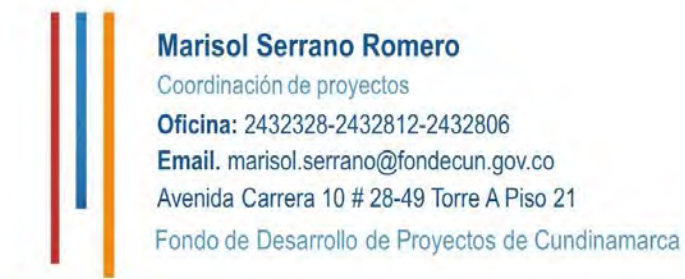 Marisol Serrano Romero
Coordinación de proyectos
Oficina: 2432328-2432812-2432806
Email. marisol.serrano@fondecun.gov.co
Avenida Carrera 10 # 28-49 Torre A Piso 21
Fondo de Desarrollo de Proyectos de Cundinamarca